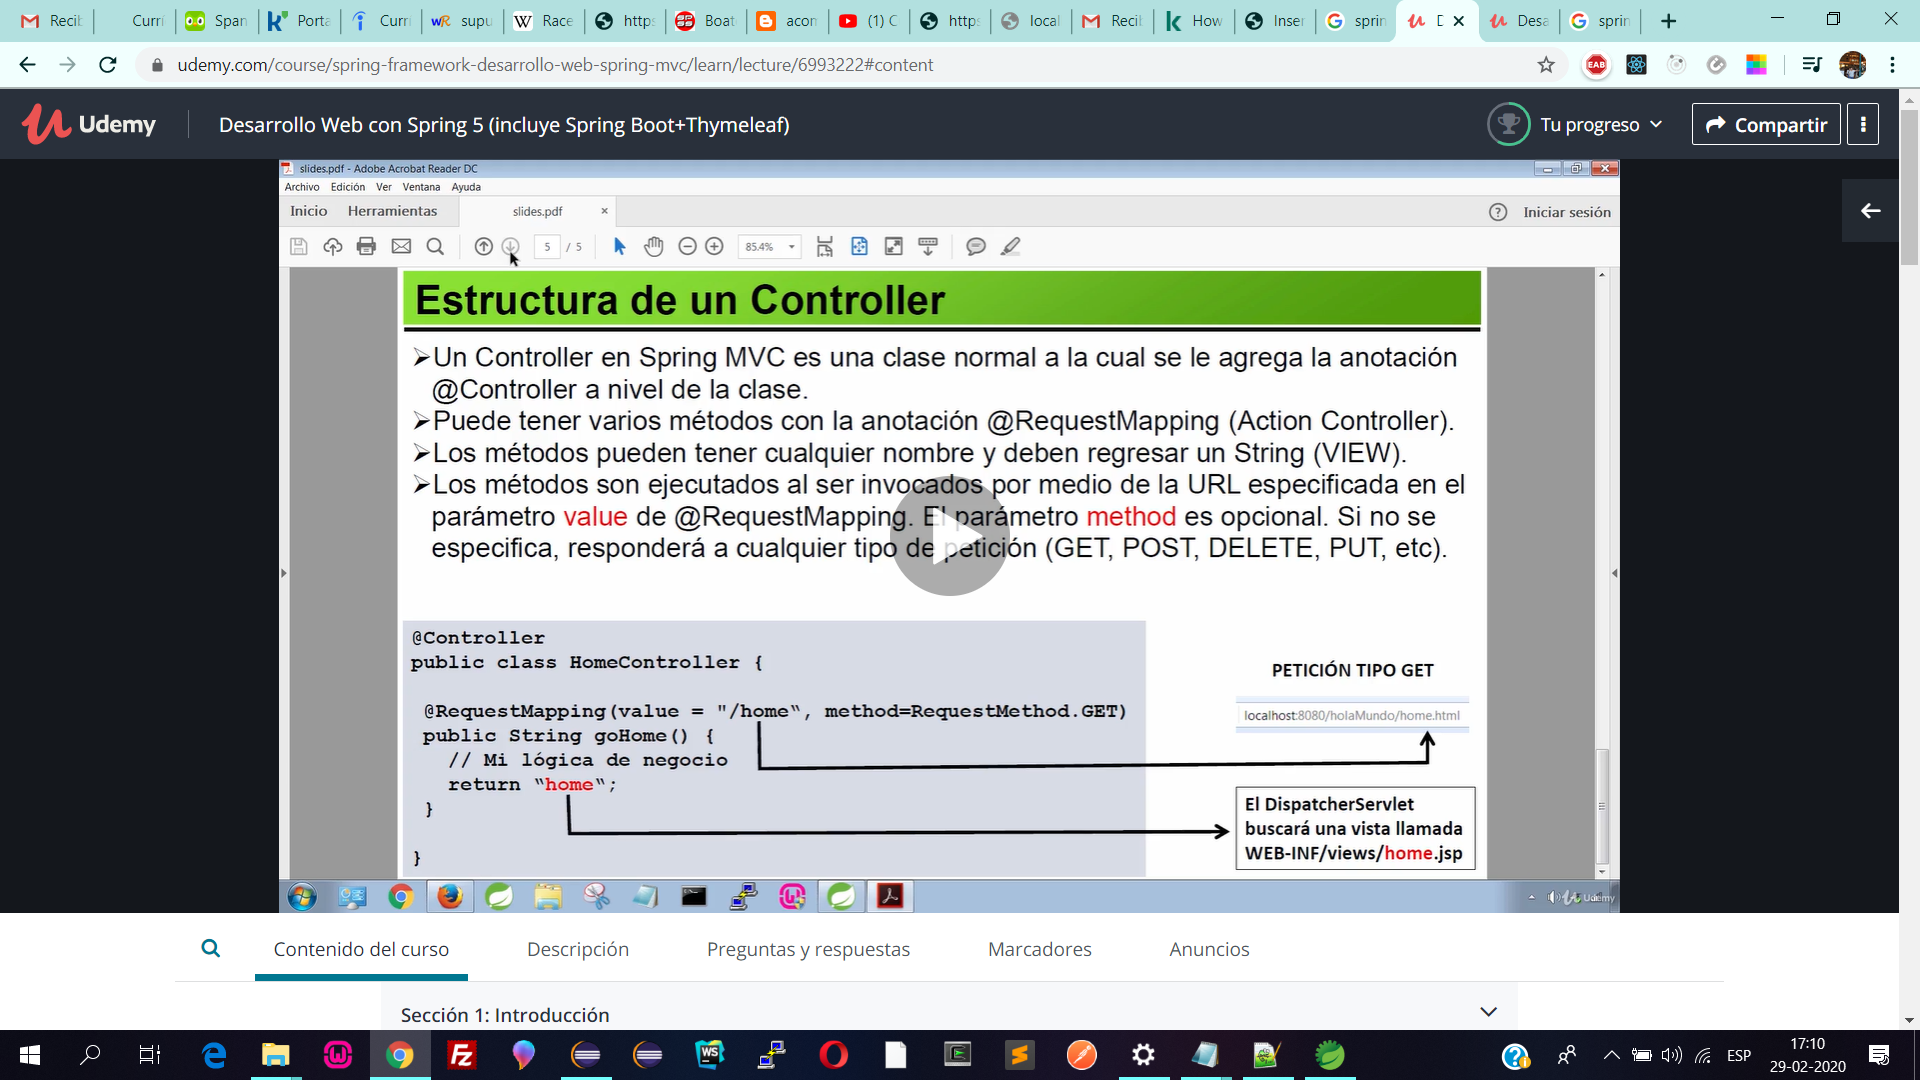 Recib
Curri
Span
Porta
Curri
supu
Race
https
Boat
acon
(1) C
https
local
Recib
How
Inser
sprin
D
Desa
sprin
udemy.com/course/spring-framework-desarrollo-web-spring-mvc/learn/lecture/6993222#content
Udemy
Desarrollo Web con Spring 5 (incluye Spring Boot+Thymeleaf)
Tu progreso
Compartir
slides.pdf - Adobe Acrobat Reader DC
Archivo Edición Ver Ventana Ayuda
Inicio Herramientas slides.pdf Iniciar sesión
5 / 5 85.4%
Estructura de un Controller
➢Un Controller en Spring MVC es una clase normal a la cual se le agrega la anotación
@Controller a nivel de la clase.
➢Puede tener varios métodos con la anotación @RequestMapping (Action Controller).
➢Los métodos pueden tener cualquier nombre y deben regresar un String (VIEW).
➢Los métodos son ejecutados al ser invocados por medio de la URL especificada en el
parámetro value de @RequestMapping. El parámetro method es opcional. Si no se
especifica, responderá a cualquier tipo de petición (GET, POST, DELETE, PUT, etc).
@Controller
public class HomeController {
@RequestMapping(value = "/home“, method=RequestMethod.GET)
public String goHome() {
// Mi lógica de negocio
return “home“;
}
}
PETICIÓN TIPO GET
localhost:8080/holaMundo/home.html
El DispatcherServlet
buscará una vista llamada
WEB-INF/views/home.jsp
Udemy
Contenido del curso
Descripción
Preguntas y respuestas
Marcadores
Anuncios
Sección 1: Introducción
ESP
17:10
29-02-2020